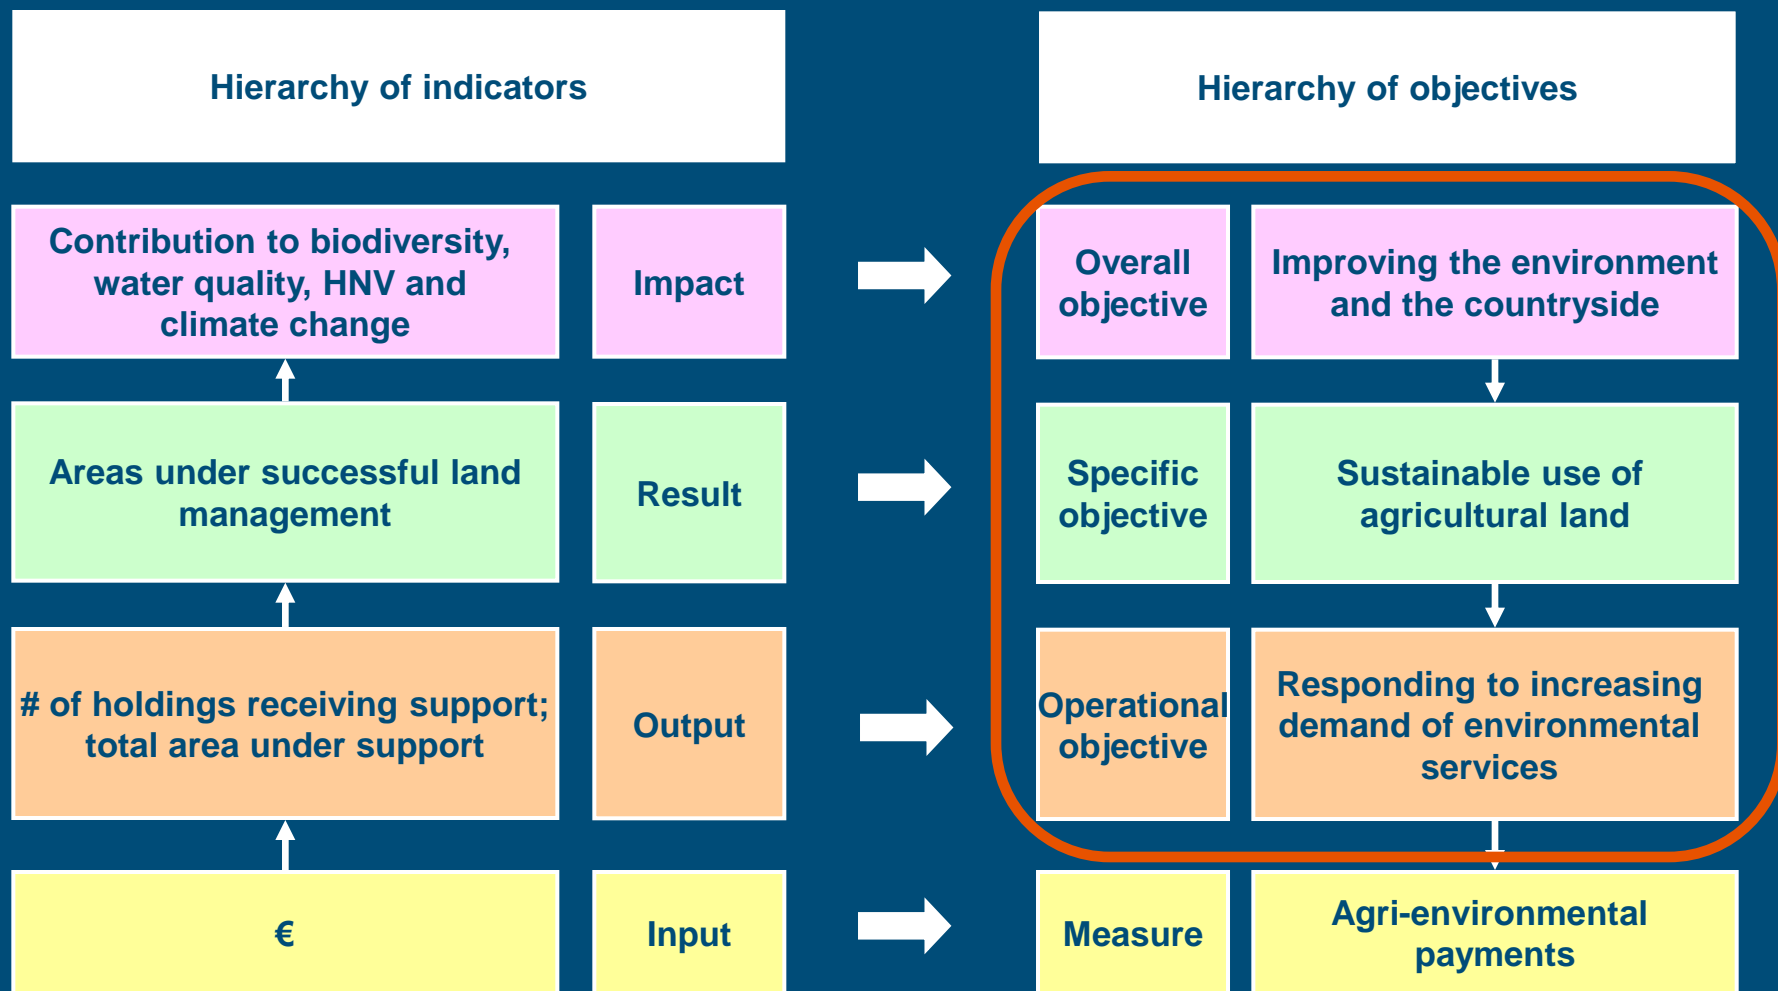 Hierarchy of indicators
Hierarchy of objectives
Contribution to biodiversity,
water quality, HNV and
climate change
Impact
Overall
objective
Improving the environment
and the countryside
Areas under successful land
management
Result
Specific
objective
Sustainable use of
agricultural land
# of holdings receiving support;
total area under support
Output
Operational
objective
Responding to increasing
demand of environmental
services
€
Input
Measure
Agri-environmental
payments